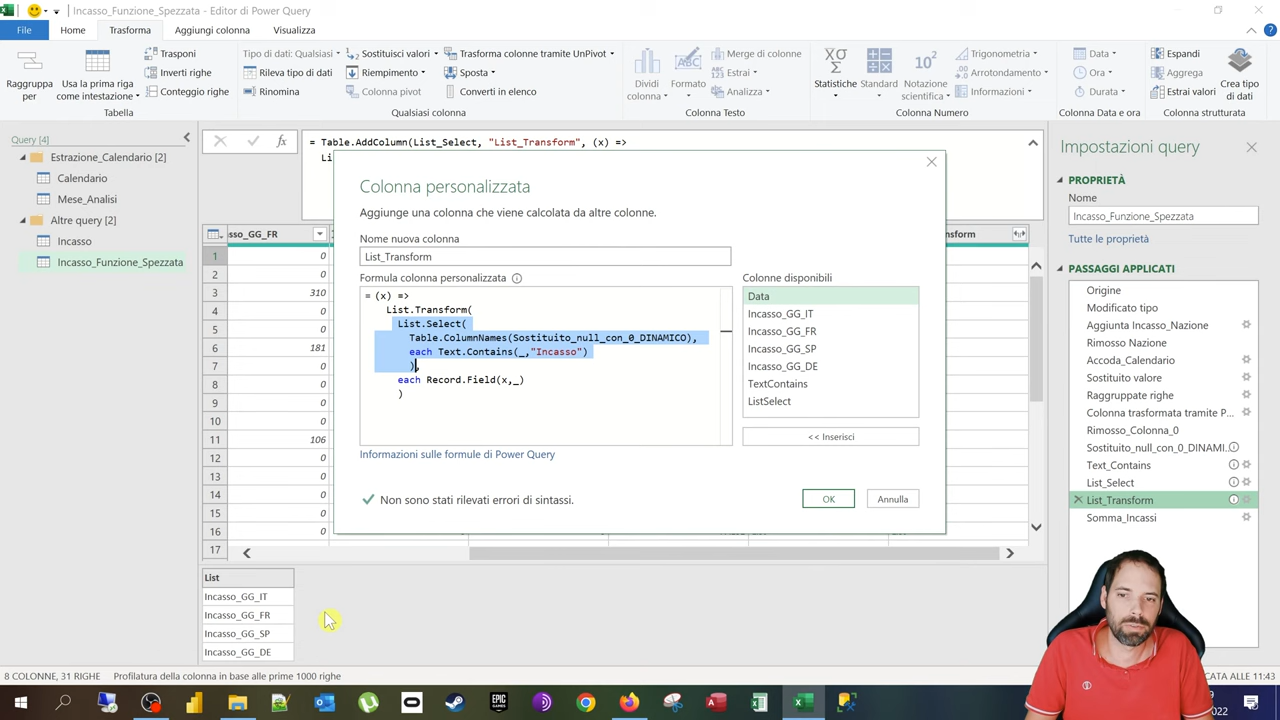 Incasso_Funzione_Spezzata - Editor di Power Query
File Home Trasforma Aggiungi colonna Visualizza
Raggruppa per
Usa la prima riga come intestazione
Trasponi
Inverti righe
Conteggio righe
Tabella
Tipo di dati: Qualsiasi
Rileva tipo di dati
Rinomina
Sostituisci valori
Riempimento
Colonna pivot
Trasforma colonna tramite UnPivot
Sposta
Converti in elenco
Qualsiasi colonna
Dividi colonna
Formato
Merge di colonne
Estrai
Analizza
Colonna Testo
Statistiche
Standard
Notazione scientifica
Trigonometria
Arrotondamento
Informazioni
Colonna Numero
Data
Ora
Durata
Colonna Data e ora
Espandi
Aggrega
Estrai valori
Crea tipo di dati
Colonna strutturata
Query [4]
Estrazione_Calendario [2]
Calendario
Mese_Analisi
Altre query [2]
Incasso
Incasso_Funzione_Spezzata
fx
= Table.AddColumn(List_Select, "List_Transform", (x) =>
Colonna personalizzata
Aggiunge una colonna che viene calcolata da altre colonne.
Nome nuova colonna
List_Transform
Formula colonna personalizzata
= (x) =>
List.Transform(
List.Select(
Table.ColumnNames(Sostituito_null_con_0_DINAMICO),
each Text.Contains(_,"Incasso")
),
each Record.Field(x,_)
)
Colonne disponibili
Data
Incasso_GG_IT
Incasso_GG_FR
Incasso_GG_SP
Incasso_GG_DE
TextContains
ListSelect
<< Inserisci
Informazioni sulle formule di Power Query
Non sono stati rilevati errori di sintassi.
OK
Annulla
1 0
2 0
3 310
4 0
5 0
6 181
7 0
8 0
9 0
10 0
11 106
12 0
13 0
14 0
15 0
16 0
17
List
Incasso_GG_IT
Incasso_GG_FR
Incasso_GG_SP
Incasso_GG_DE
Impostazioni query
PROPRIETÀ
Nome
Incasso_Funzione_Spezzata
Tutte le proprietà
PASSAGGI APPLICATI
Origine
Modificato tipo
Aggiunta Incasso_Nazione
Rimosso Nazione
Accoda_Calendario
Sostituito valore
Raggruppate righe
Colonna trasformata tramite P...
Rimosso_Colonna_0
Sostituito_null_con_0_DINAMI...
Text_Contains
List_Select
List_Transform
Somma_Incassi
8 COLONNE, 31 RIGHE Profilatura della colonna in base alle prime 1000 righe
ALLE 11:43